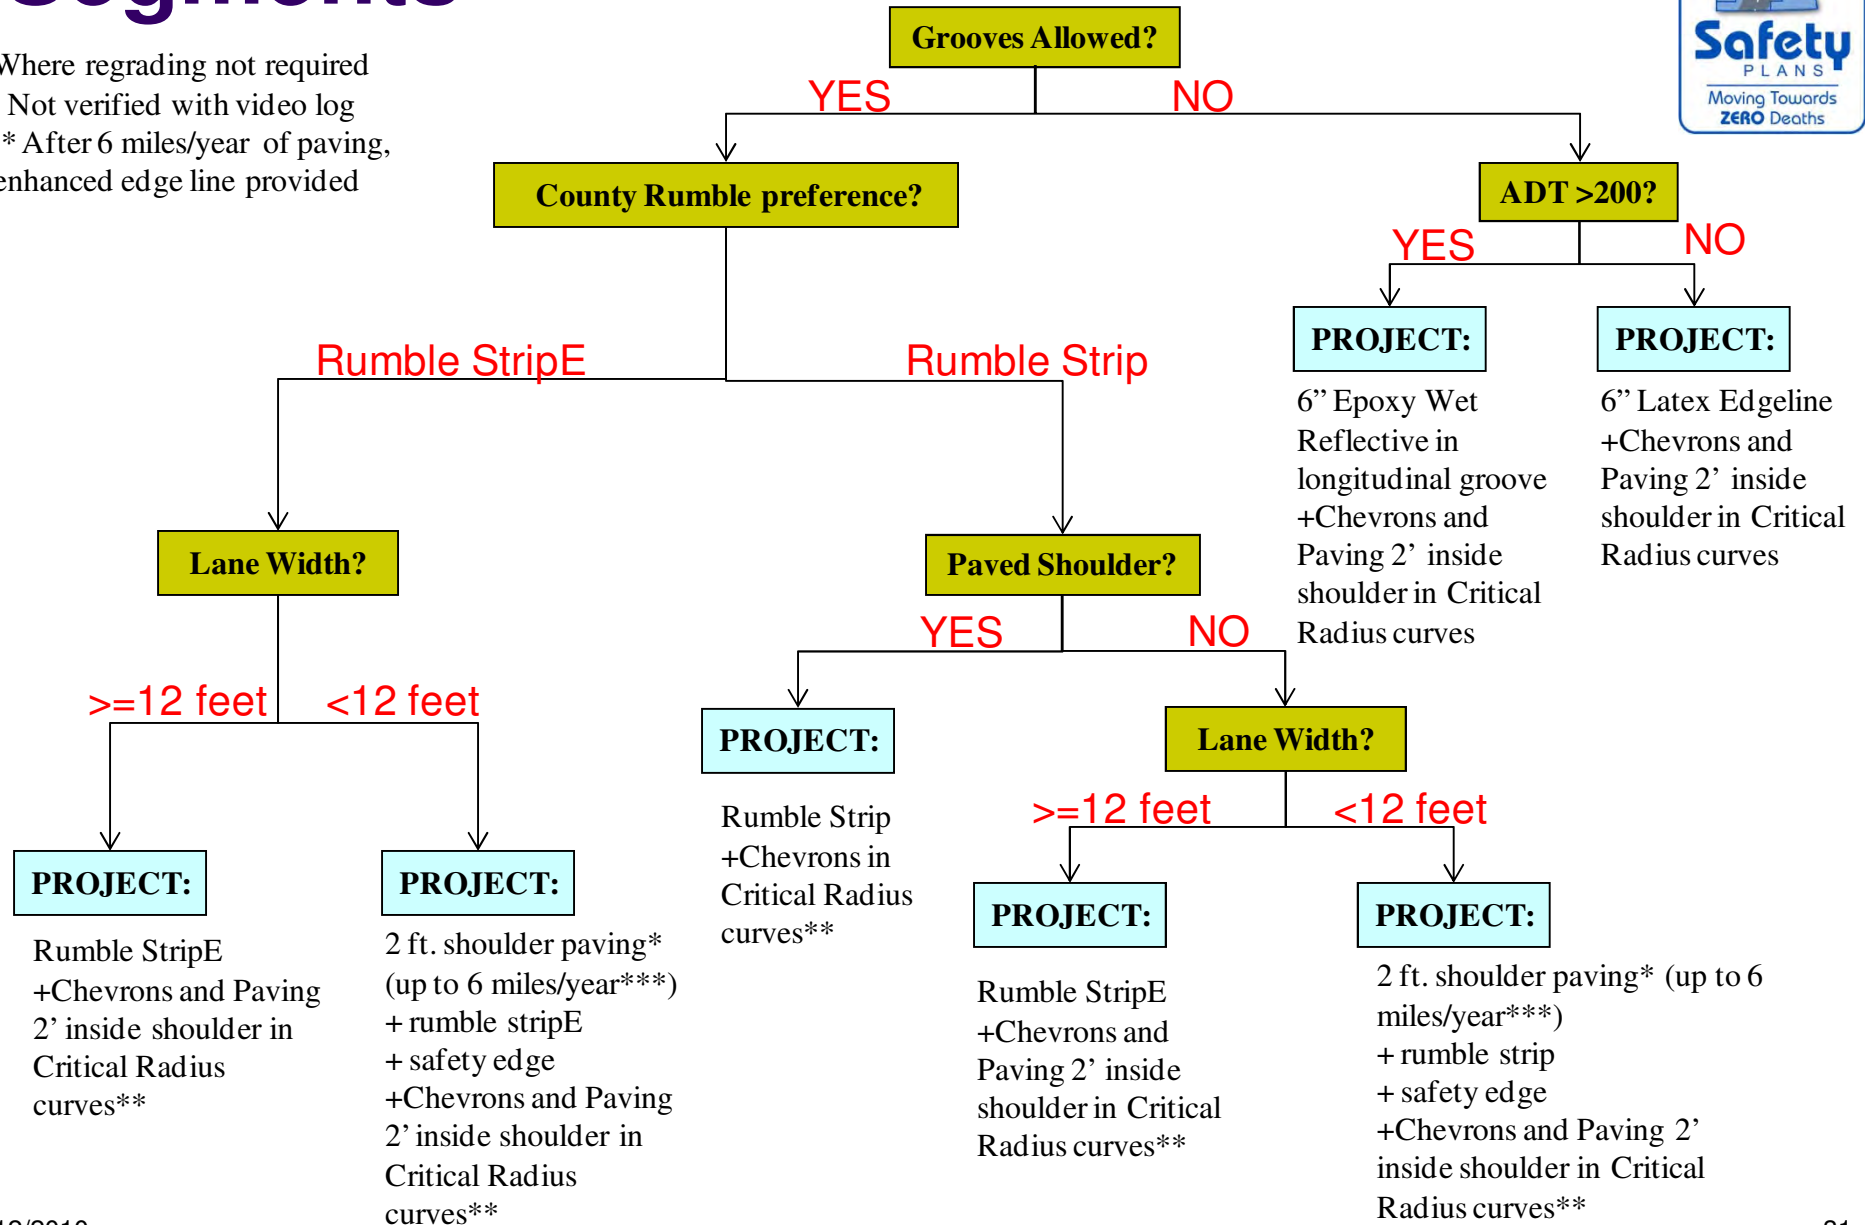 Segments
Where regrading not required
Not verified with video log
* After 6 miles/year of paving,
enhanced edge line provided
Safety
PLANS
Moving Towards
ZERO Deaths
Grooves Allowed?
YES
NO
County Rumble preference?
ADT >200?
YES
NO
Rumble StripE
Rumble Strip
PROJECT:
6” Epoxy Wet
Reflective in
longitudinal groove
+Chevrons and
Paving 2’ inside
shoulder in Critical
Radius curves
PROJECT:
6” Latex Edgeline
+Chevrons and
Paving 2’ inside
shoulder in Critical
Radius curves
Lane Width?
Paved Shoulder?
YES
NO
>=12 feet
<12 feet
PROJECT:
Rumble Strip
+Chevrons in
Critical Radius
curves**
Lane Width?
>=12 feet
<12 feet
PROJECT:
Rumble StripE
+Chevrons and Paving
2’ inside shoulder in
Critical Radius
curves**
PROJECT:
2 ft. shoulder paving*
(up to 6 miles/year***)
+ rumble stripE
+ safety edge
+Chevrons and Paving
2’ inside shoulder in
Critical Radius
curves**
PROJECT:
Rumble StripE
+Chevrons and
Paving 2’ inside
shoulder in Critical
Radius curves**
PROJECT:
2 ft. shoulder paving* (up to 6
miles/year***)
+ rumble strip
+ safety edge
+Chevrons and Paving 2’
inside shoulder in Critical
Radius curves**